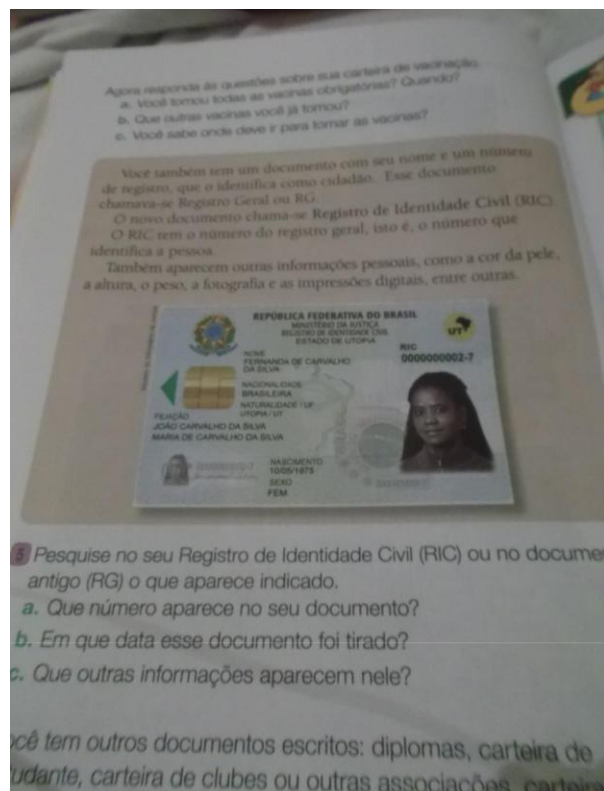 Agora responda às questões sobre sua carteira de vacinação.
a. Você tomou todas as vacinas obrigatórias? Quando?
b. Que outras vacinas você já tomou?
c. Você sabe onde deve ir para tomar as vacinas?
Você também tem um documento com seu nome e um número
de registro, que o identifica como cidadão. Esse documento
chamava-se Registro Geral ou RG.
O novo documento chama-se Registro de Identidade Civil (RIC).
O RIC tem o número do registro geral, isto é, o número que
identifica a pessoa.
Também aparecem outras informações pessoais, como a cor da pele,
a altura, o peso, a fotografia e as impressões digitais, entre outras.
REPÚBLICA FEDERATIVA DO BRASIL
MINISTÉRIO DA JUSTIÇA
REGISTRO DE IDENTIDADE CIVIL
ESTADO DE UTOPIA
UT
NOME
FERNANDA DE CARVALHO
DA SILVA
RIC
0000000002-7
NACIONALIDADE
BRASILEIRA
NATURALIDADE / UF
UTOPIA / UT
FILIAÇÃO
JOÃO CARVALHO DA SILVA
MARIA DE CARVALHO DA SILVA
NASCIMENTO
10/05/1975
SEXO
FEM
5 Pesquise no seu Registro de Identidade Civil (RIC) ou no docume
antigo (RG) o que aparece indicado.
a. Que número aparece no seu documento?
b. Em que data esse documento foi tirado?
c. Que outras informações aparecem nele?
ocê tem outros documentos escritos: diplomas, carteira de
udante, carteira de clubes ou outras associações, carteira